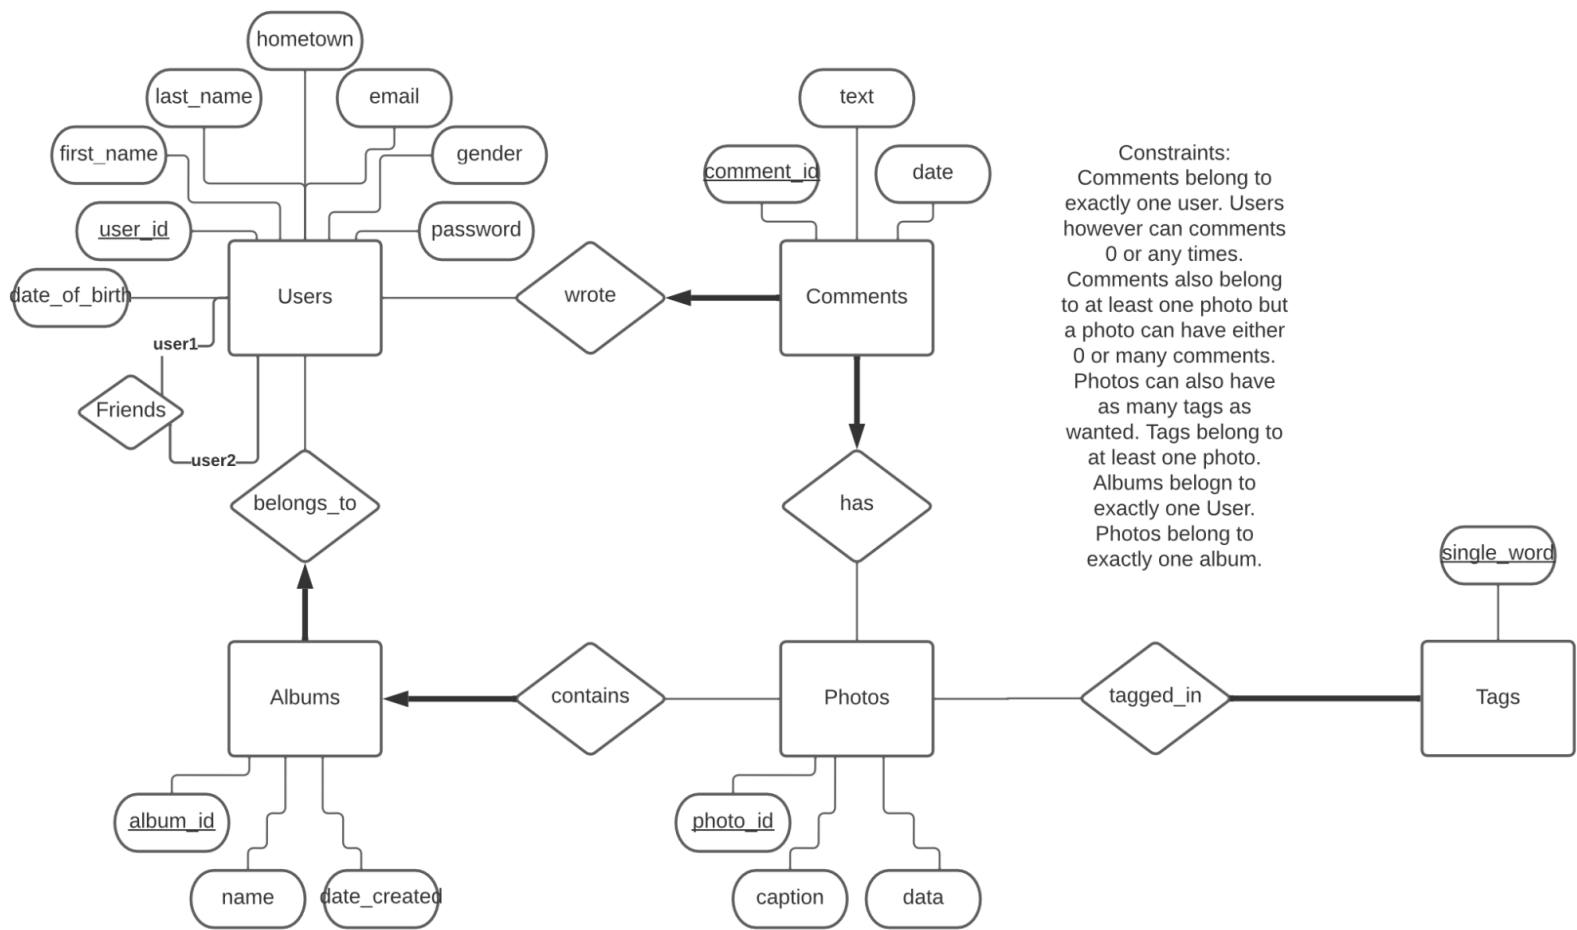 hometown
last_name
email
text
first_name
gender
comment_id
date
user_id
password
date_of_birth
Users
wrote
Comments
user1
Friends
user2
belongs_to
has
Constraints:
Comments belong to
exactly one user. Users
however can comments
0 or any times.
Comments also belong
to at least one photo but
a photo can have either
0 or many comments.
Photos can also have
as many tags as
wanted. Tags belong to
at least one photo.
Albums belogn to
exactly one User.
Photos belong to
exactly one album.
single_word
Albums
contains
Photos
tagged_in
Tags
album_id
photo_id
name
date_created
caption
data